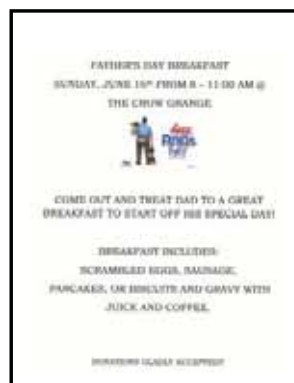 FATHER'S DAY BREAKFAST
SUNDAY, JUNE 16th FROM 8 – 11:00 AM @
THE CHOW GRANGE
COME OUT AND TREAT DAD TO A GREAT
BREAKFAST TO START OFF HIS SPECIAL DAY!
BREAKFAST INCLUDES:
SCRAMBLED EGGS, SAUSAGE,
PANCAKES, OR BISCUITS AND GRAVY WITH
JUICE AND COFFEE.
DONATIONS GLADLY ACCEPTED!